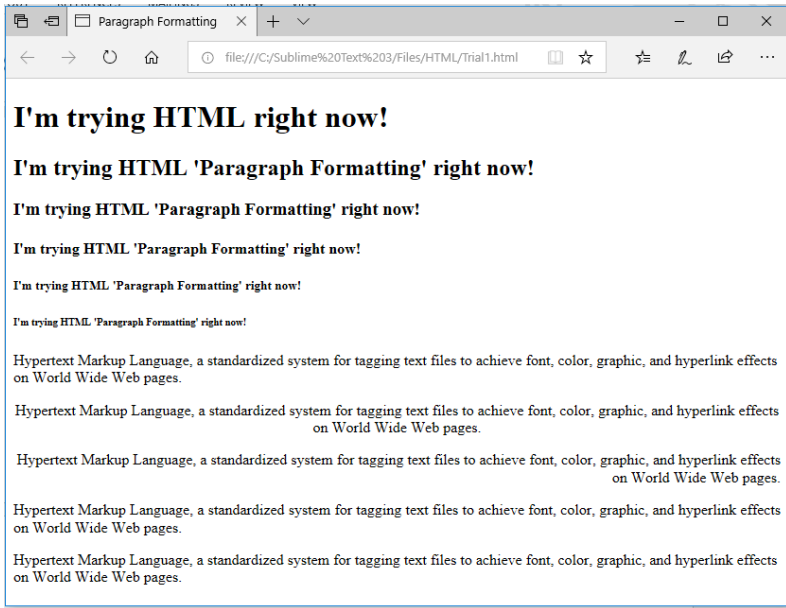 Paragraph Formatting
file:///C:/Sublime%20Text%203/Files/HTML/Trial1.html
I'm trying HTML right now!
I'm trying HTML 'Paragraph Formatting' right now!
I'm trying HTML 'Paragraph Formatting' right now!
I'm trying HTML 'Paragraph Formatting' right now!
I'm trying HTML 'Paragraph Formatting' right now!
I'm trying HTML 'Paragraph Formatting' right now!
Hypertext Markup Language, a standardized system for tagging text files to achieve font, color, graphic, and hyperlink effects
on World Wide Web pages.
Hypertext Markup Language, a standardized system for tagging text files to achieve font, color, graphic, and hyperlink effects
on World Wide Web pages.
Hypertext Markup Language, a standardized system for tagging text files to achieve font, color, graphic, and hyperlink effects
on World Wide Web pages.
Hypertext Markup Language, a standardized system for tagging text files to achieve font, color, graphic, and hyperlink effects
on World Wide Web pages.
Hypertext Markup Language, a standardized system for tagging text files to achieve font, color, graphic, and hyperlink effects
on World Wide Web pages.